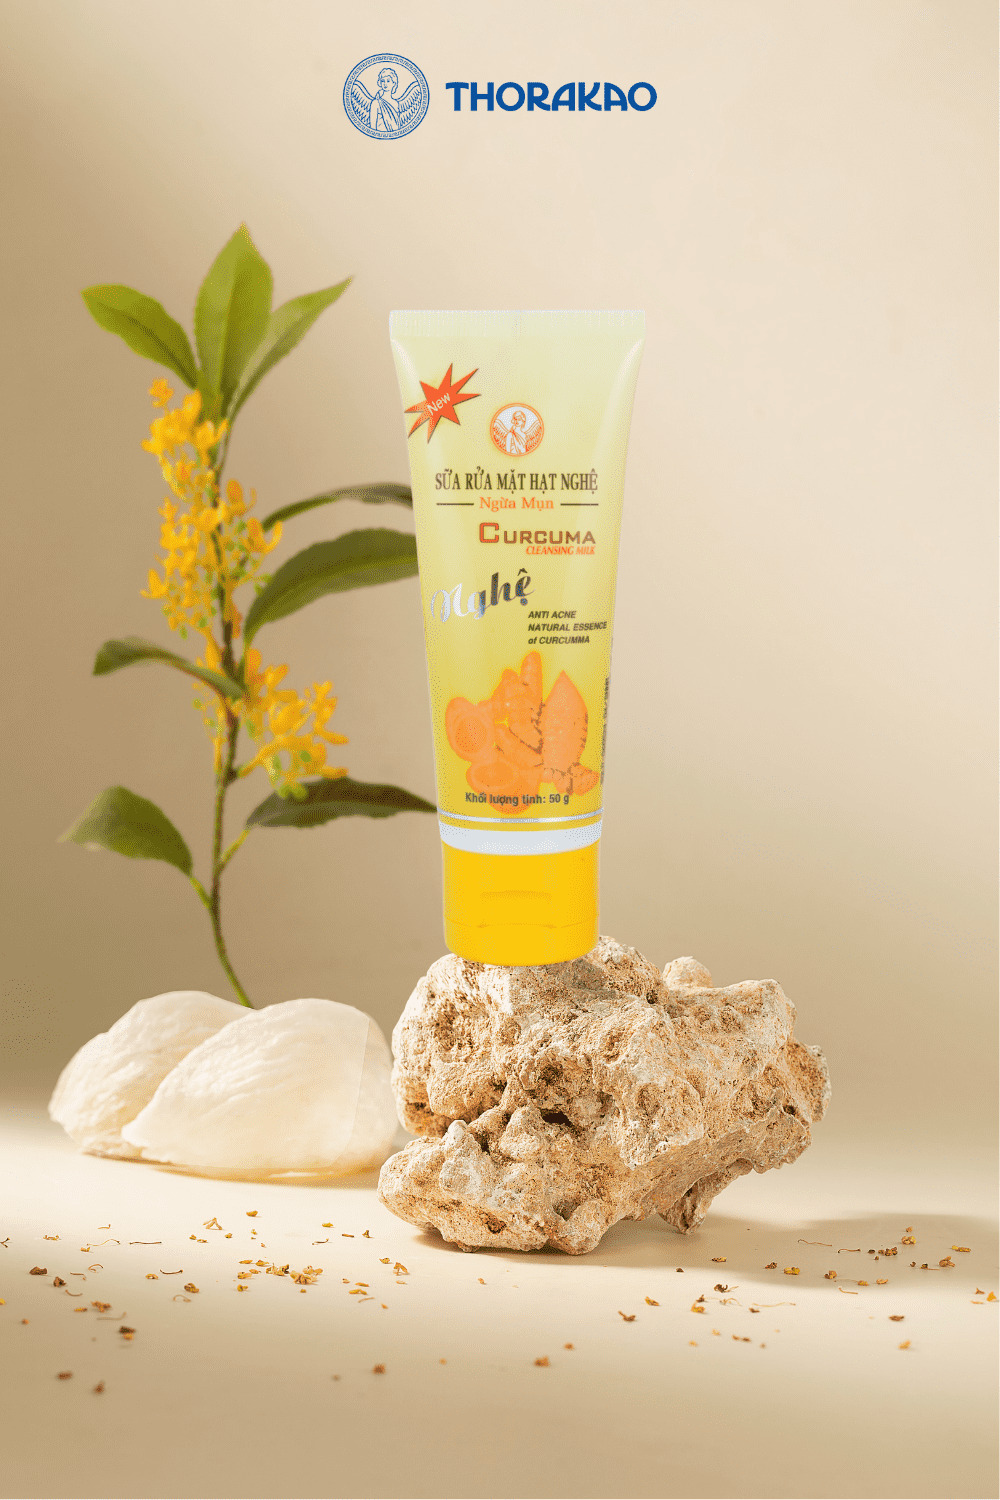 THORAKAO
New
SỮA RỬA MẶT HẠT NGHỆ
Ngừa Mụn
CURCUMA
CLEANSING MILK
Nghệ
ANTI ACNE
NATURAL ESSENCE
of CURCUMMA
Khối lượng tịnh: 50 g